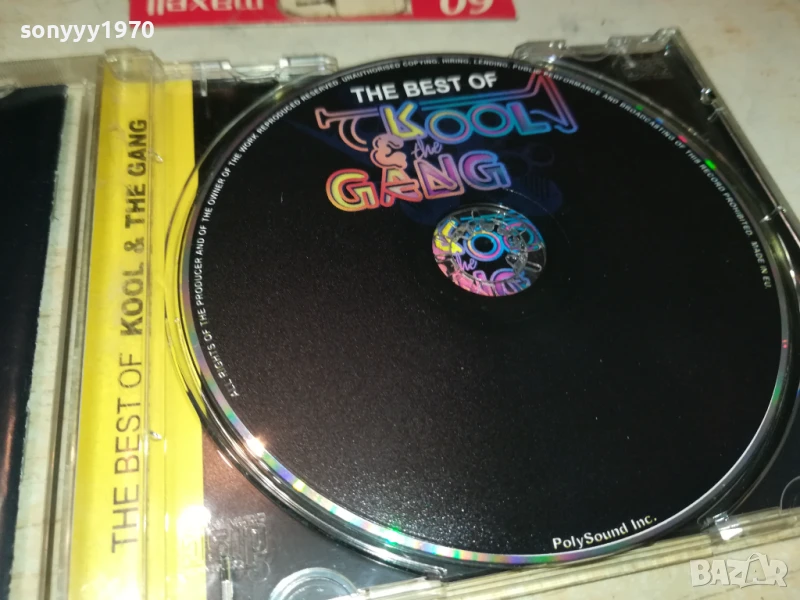 sonyyy1970
maxell
60
THE BEST OF
KOOL
& the
GANG
ALL RIGHTS OF THE PRODUCER AND OF THE OWNER OF THE WORK REPRODUCED RESERVED. UNAUTHORISED COPYING, HIRING, LENDING, PUBLIC PERFORMANCE AND BROADCASTING OF THIS RECORD PROHIBITED. MADE IN EU.
PolySound Inc.
THE BEST OF KOOL & THE GANG
BAZAR